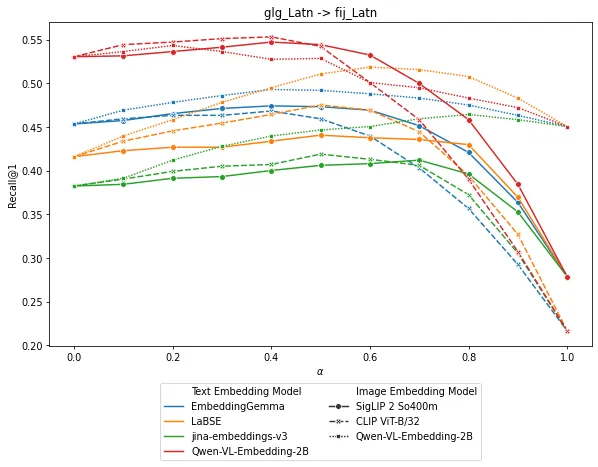 glg_Latn -> fij_Latn
Recall@1
0.55
0.50
0.45
0.40
0.35
0.30
0.25
0.20
0.0 0.2 0.4 0.6 0.8 1.0
α
Text Embedding Model
EmbeddingGemma
LaBSE
jina-embeddings-v3
Qwen-VL-Embedding-2B
Image Embedding Model
SigLIP 2 So400m
CLIP ViT-B/32
Qwen-VL-Embedding-2B